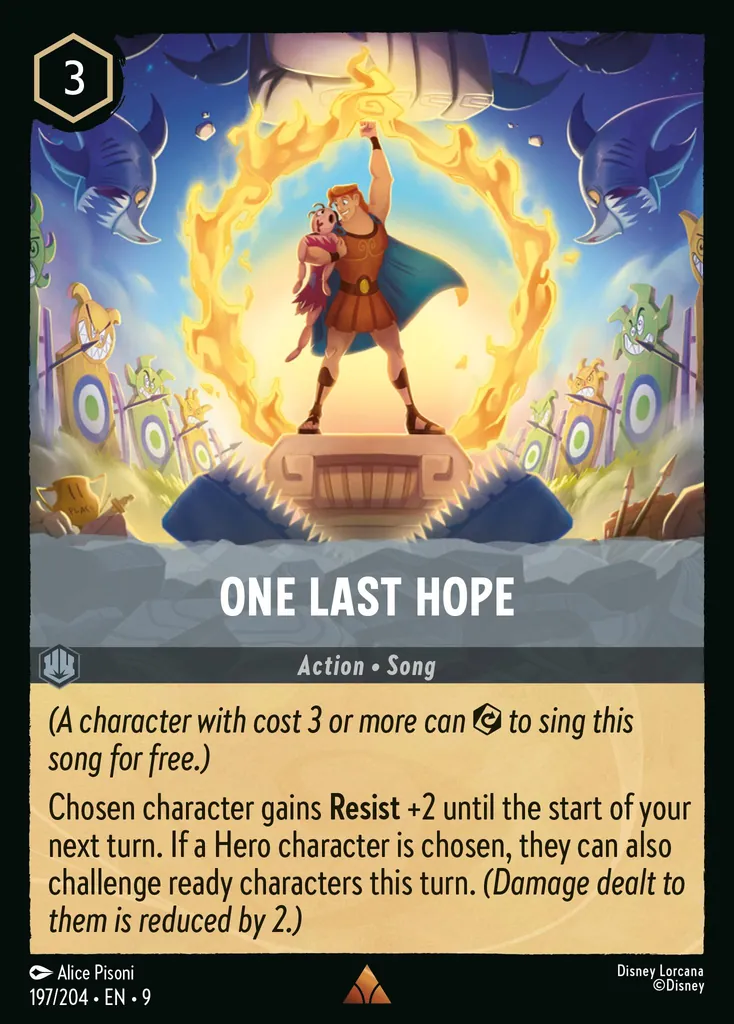 3
ONE LAST HOPE
Action • Song
(A character with cost 3 or more can to sing this
song for free.)
Chosen character gains Resist +2 until the start of your
next turn. If a Hero character is chosen, they can also
challenge ready characters this turn. (Damage dealt to
them is reduced by 2.)
Alice Pisoni
Disney Lorcana
197/204 • EN • 9
©Disney